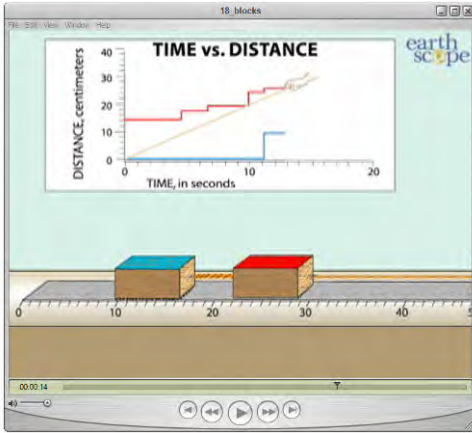 18_blocks
File Edit View Window Help
TIME vs. DISTANCE
earth
scope
DISTANCE, centimeters
40
30
20
10
0
0 10 20
TIME, in seconds
0 10 20 30 40 5
00:00:14